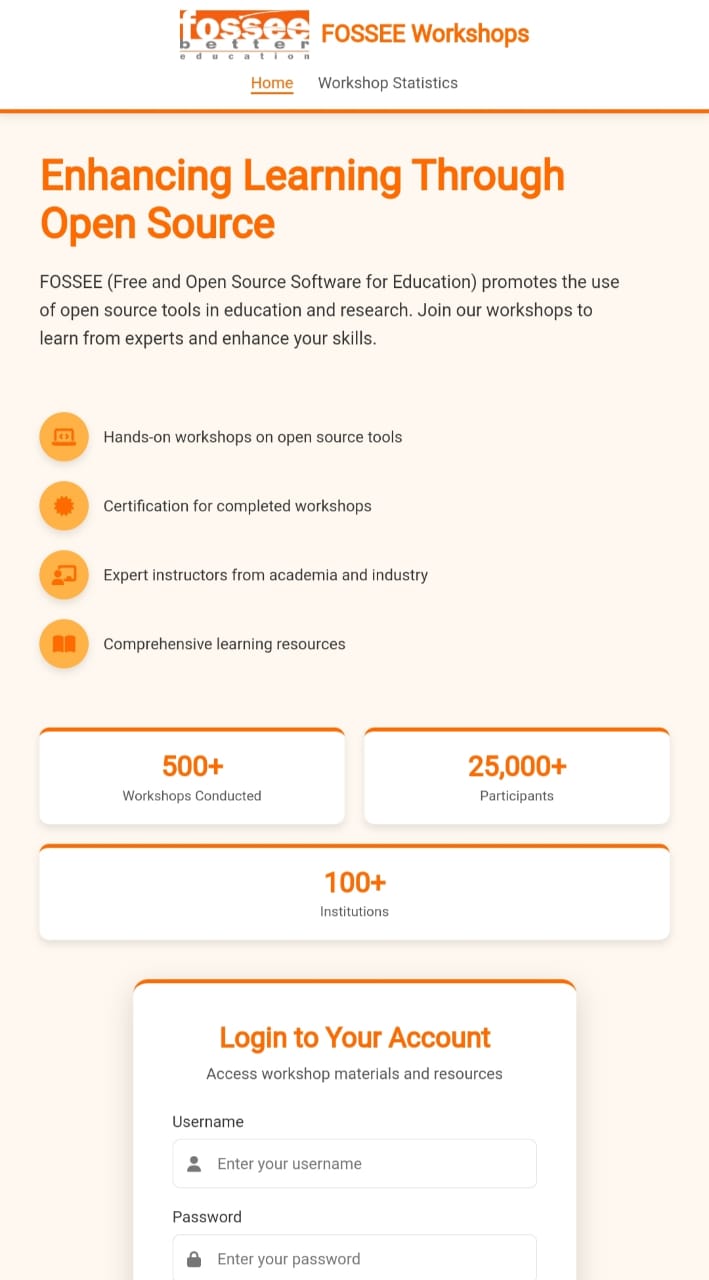 fossee
better
education
FOSSEE Workshops
Home
Workshop Statistics
Enhancing Learning Through
Open Source
FOSSEE (Free and Open Source Software for Education) promotes the use
of open source tools in education and research. Join our workshops to
learn from experts and enhance your skills.
Hands-on workshops on open source tools
Certification for completed workshops
Expert instructors from academia and industry
Comprehensive learning resources
500+
Workshops Conducted
25,000+
Participants
100+
Institutions
Login to Your Account
Access workshop materials and resources
Username
Enter your username
Password
Enter your password